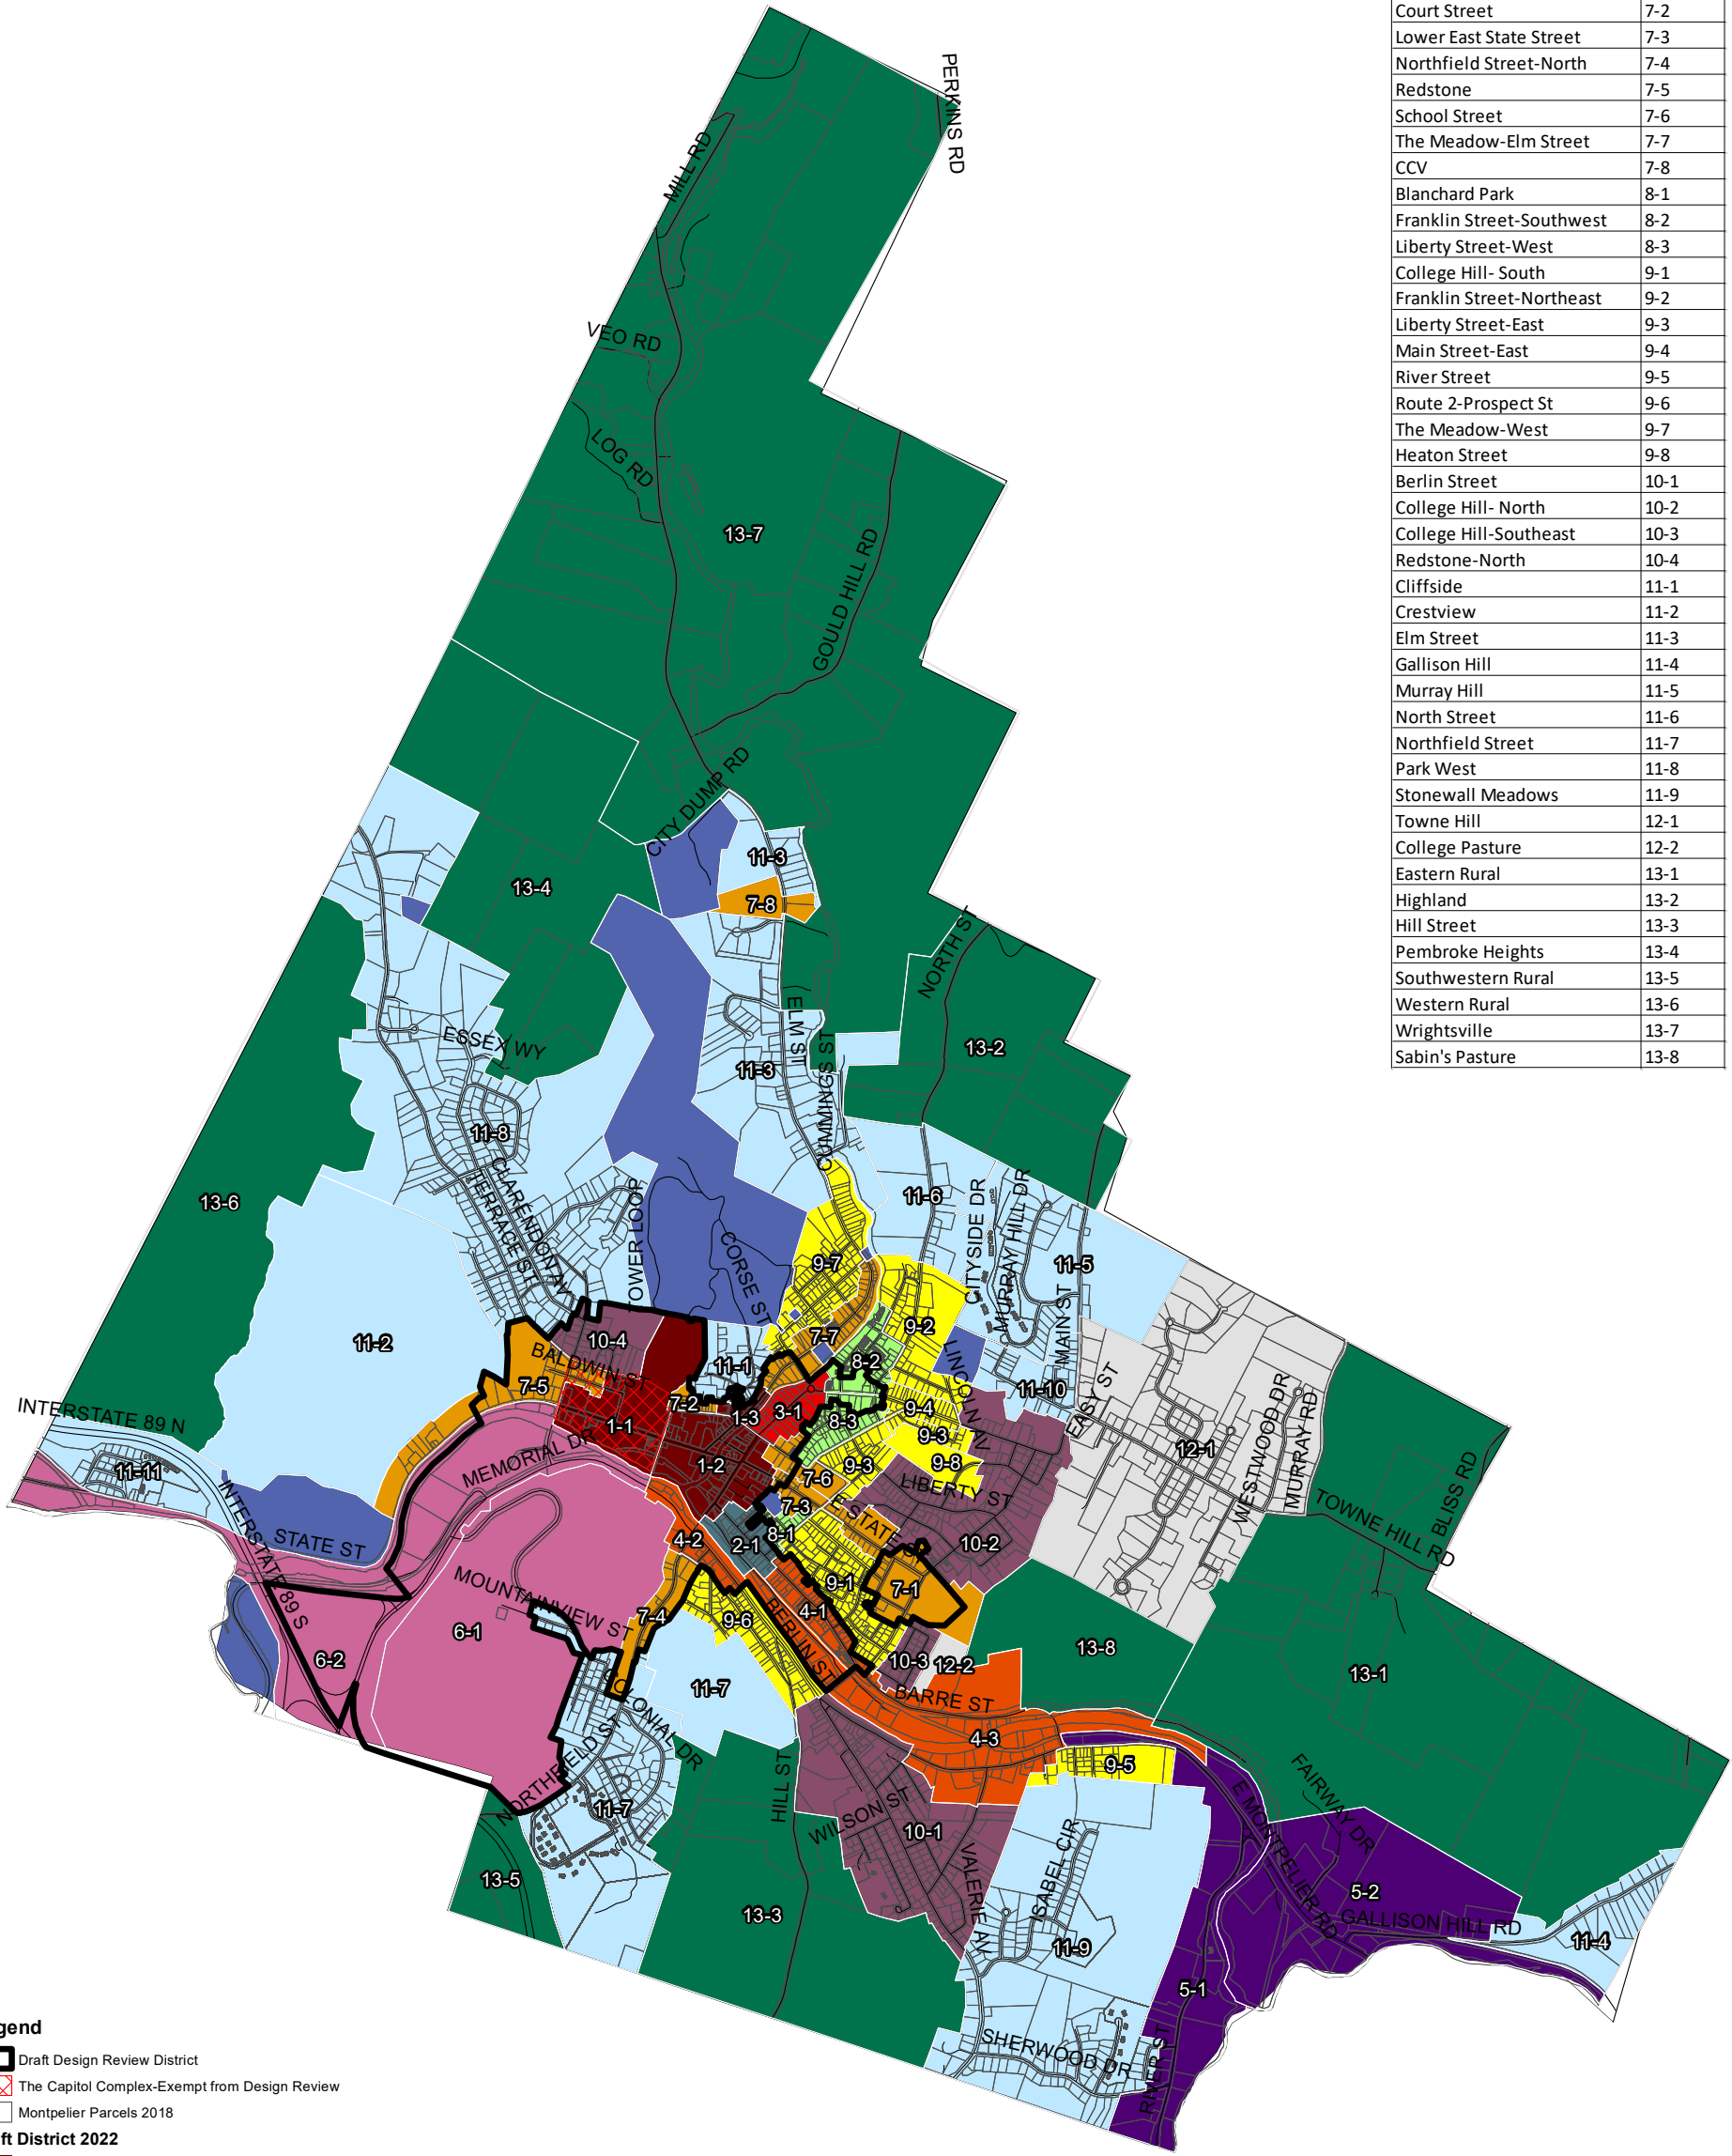 Court Street 7-2
Lower East State Street 7-3
Northfield Street-North 7-4
Redstone 7-5
School Street 7-6
The Meadow-Elm Street 7-7
CCV 7-8
Blanchard Park 8-1
Franklin Street-Southwest 8-2
Liberty Street-West 8-3
College Hill- South 9-1
Franklin Street-Northeast 9-2
Liberty Street-East 9-3
Main Street-East 9-4
River Street 9-5
Route 2-Prospect St 9-6
The Meadow-West 9-7
Heaton Street 9-8
Berlin Street 10-1
College Hill- North 10-2
College Hill-Southeast 10-3
Redstone-North 10-4
Cliffside 11-1
Crestview 11-2
Elm Street 11-3
Gallison Hill 11-4
Murray Hill 11-5
North Street 11-6
Northfield Street 11-7
Park West 11-8
Stonewall Meadows 11-9
Towne Hill 12-1
College Pasture 12-2
Eastern Rural 13-1
Highland 13-2
Hill Street 13-3
Pembroke Heights 13-4
Southwestern Rural 13-5
Western Rural 13-6
Wrightsville 13-7
Sabin's Pasture 13-8
PERKINS RD
MILL RD
VEO RD
LOG RD
13-7
GOULD HILL RD
CITY DUMP RD
11-3
13-4
7-8
NORTH ST
ELM ST
ESSEX WY
13-2
11-3
CUMMINGS ST
11-8
CLARENDON AV
TERRACE ST
TOWER LOOP
13-6
11-6
CITYSIDE DR
MURRAY HILL DR
CORSE ST
9-7
11-5
MAIN ST
11-2
10-4
7-7
9-2
LINCOLN AV
BALDWIN ST
11-1
8-2
7-5
11-10
EASY ST
7-2
1-3
3-1
8-3
9-4
INTERSTATE 89 N
1-1
9-3
12-1
WESTWOOD DR
MURRAY RD
MEMORIAL DR
1-2
9-3
9-8
11-11
7-6
LIBERTY ST
BLISS RD
TOWNE HILL RD
7-3
E STATE ST
INTERSTATE 89 S
STATE ST
4-2
2-1
8-1
10-2
MOUNTAINVIEW ST
9-1
7-1
7-4
9-6
BERLIN ST
4-1
6-1
13-8
6-2
10-3
12-2
13-1
11-7
BARRE ST
COLONIAL DR
4-3
NORTHFIELD ST
9-5
HILL ST
FAIRWAY DR
E MONTPELIER RD
11-7
WILSON ST
10-1
VALERIE AV
ISABEL CIR
13-5
5-2
13-3
GALLISON HILL RD
11-4
11-9
5-1
SHERWOOD DR
RIVER ST
gend
Draft Design Review District
The Capitol Complex-Exempt from Design Review
Montpelier Parcels 2018
ft District 2022